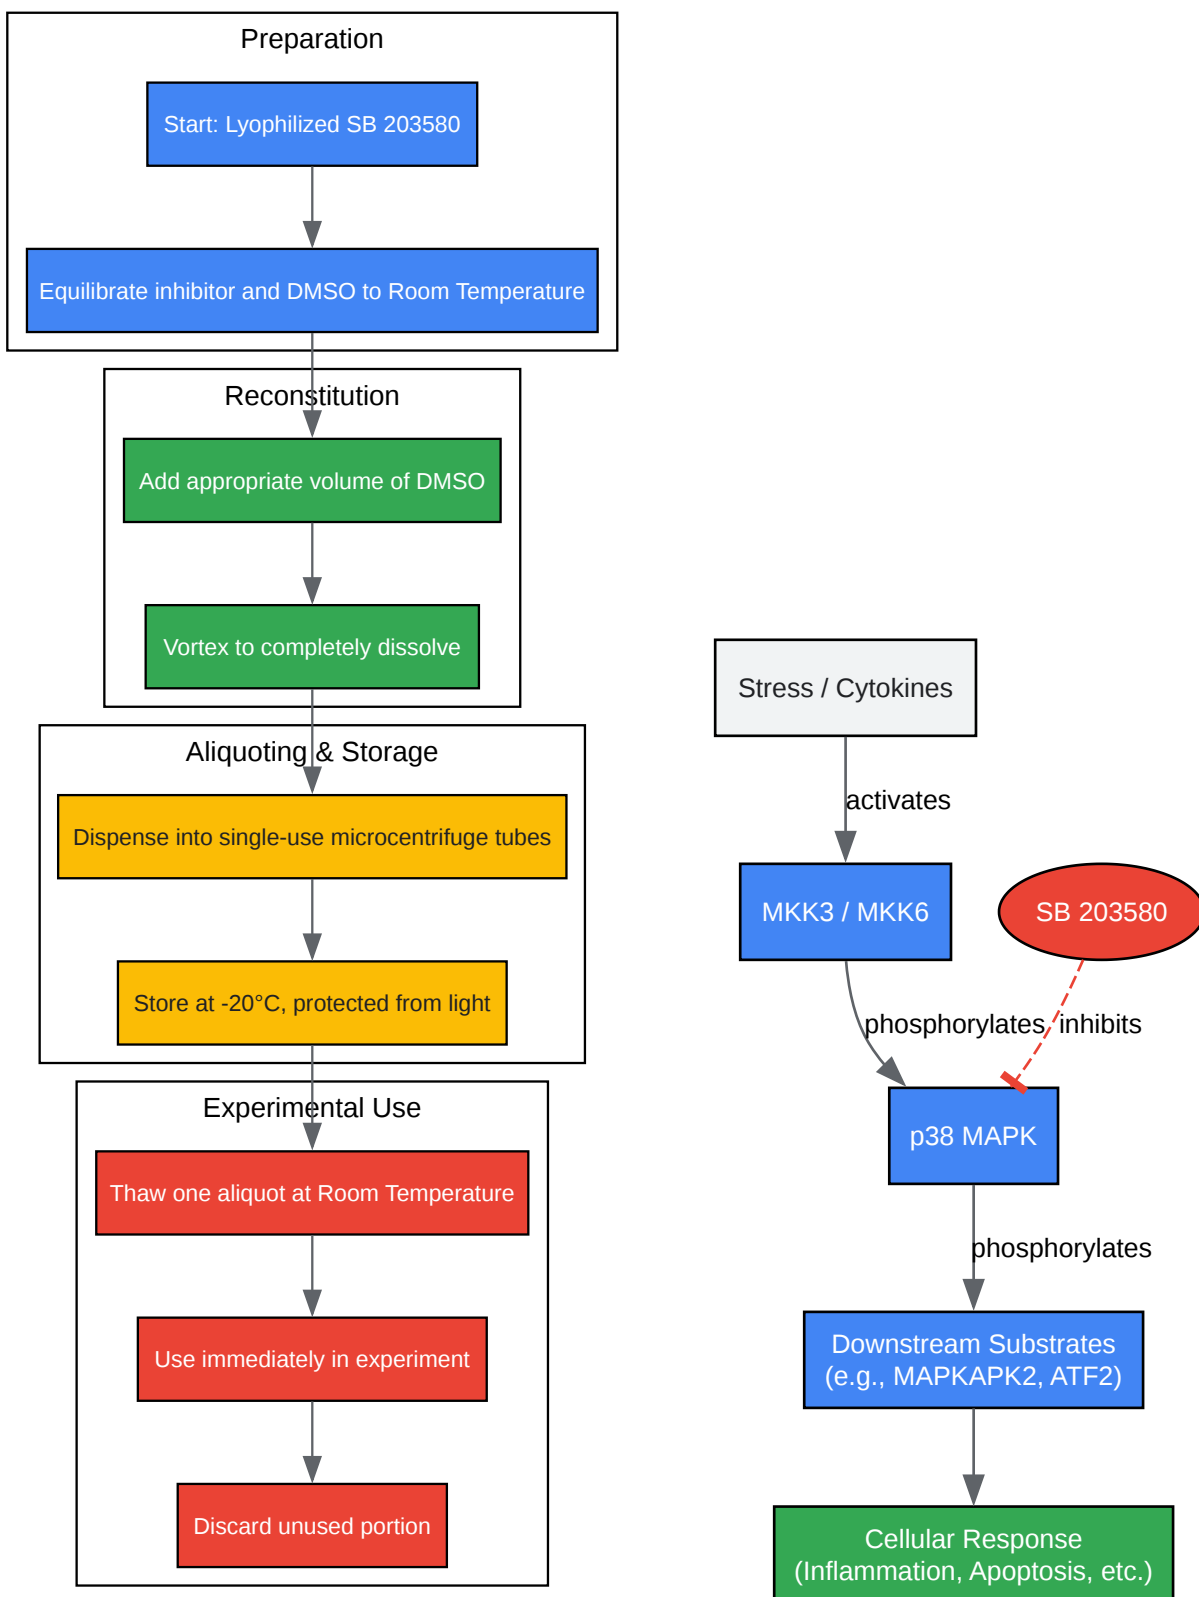 Preparation
Start: Lyophilized SB 203580
Equilibrate inhibitor and DMSO to Room Temperature
Reconstitution
Add appropriate volume of DMSO
Vortex to completely dissolve
Aliquoting & Storage
Dispense into single-use microcentrifuge tubes
Store at -20°C, protected from light
Experimental Use
Thaw one aliquot at Room Temperature
Use immediately in experiment
Discard unused portion
Stress / Cytokines
activates
MKK3 / MKK6
SB 203580
phosphorylates
inhibits
p38 MAPK
phosphorylates
Downstream Substrates
(e.g., MAPKAPK2, ATF2)
Cellular Response
(Inflammation, Apoptosis, etc.)